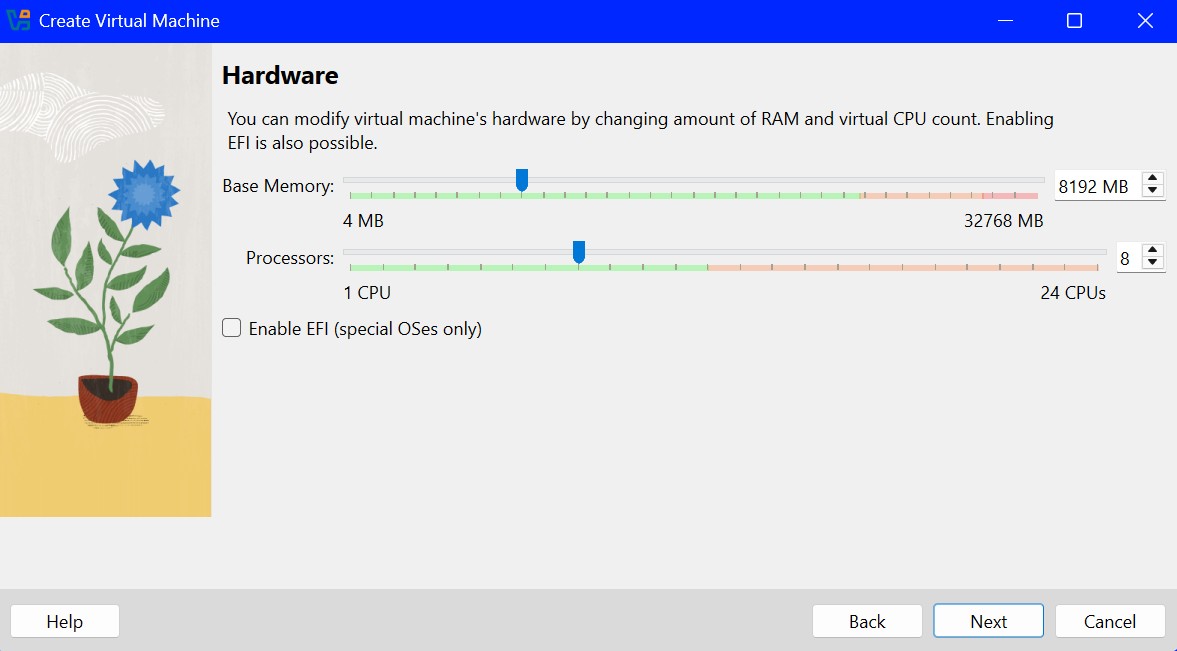 Create Virtual Machine
Hardware
You can modify virtual machine's hardware by changing amount of RAM and virtual CPU count. Enabling
EFI is also possible.
Base Memory:
8192 MB
4 MB
32768 MB
Processors:
8
1 CPU
24 CPUs
Enable EFI (special OSes only)
Help
Back
Next
Cancel